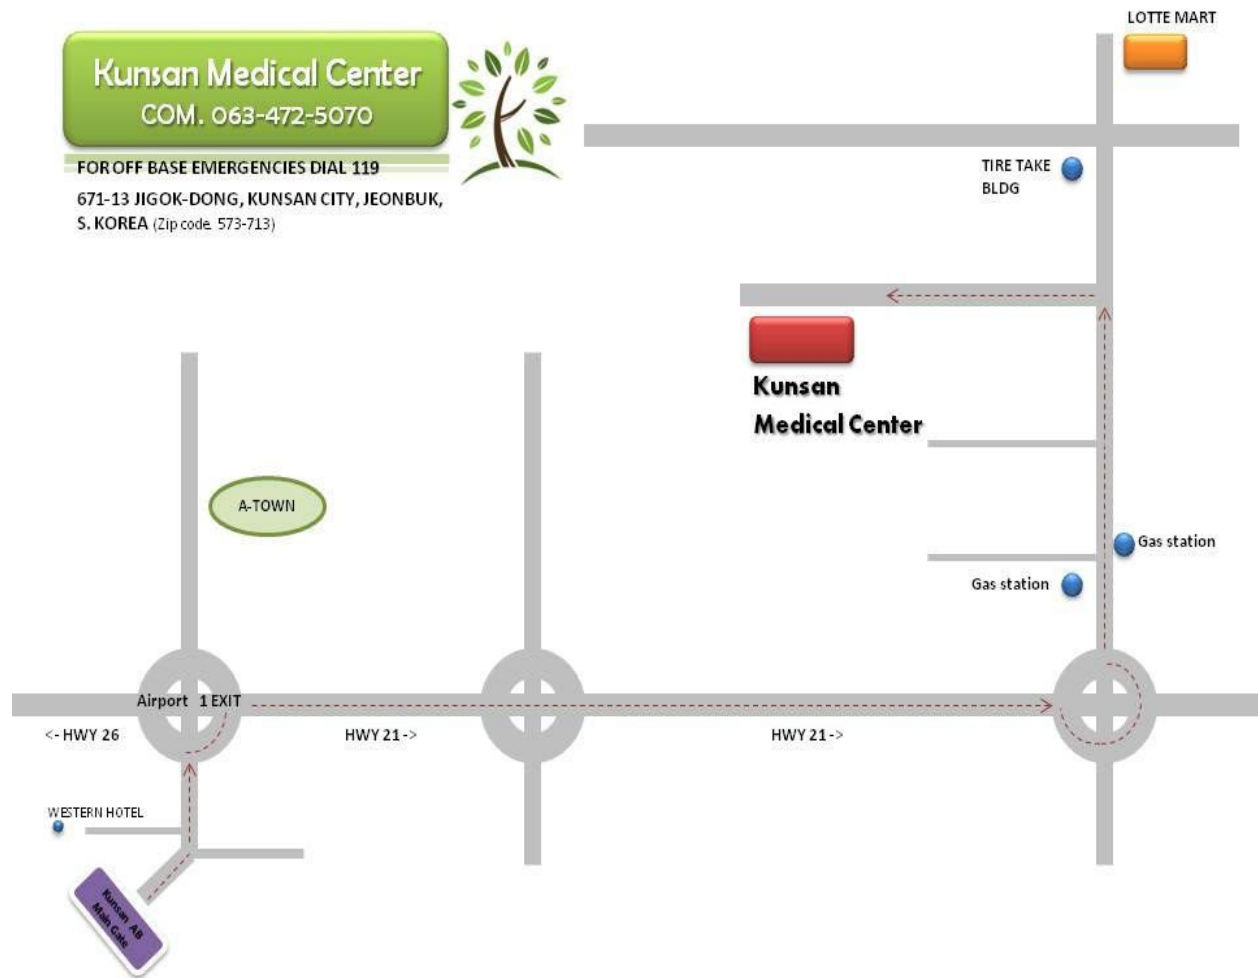 LOTTE MART
Kunsan Medical Center
COM. 063-472-5070
FOR OFF BASE EMERGENCIES DIAL 119
671-13 JIGOK-DONG, KUNSAN CITY, JEONBUK,
S. KOREA (Zip code. 573-713)
TIRE TAKE
BLDG
Kunsan
Medical Center
A-TOWN
Gas station
Gas station
Airport 1 EXIT
<- HWY 26
HWY 21 ->
HWY 21 ->
WESTERN HOTEL
Kunsan AB
Main Gate